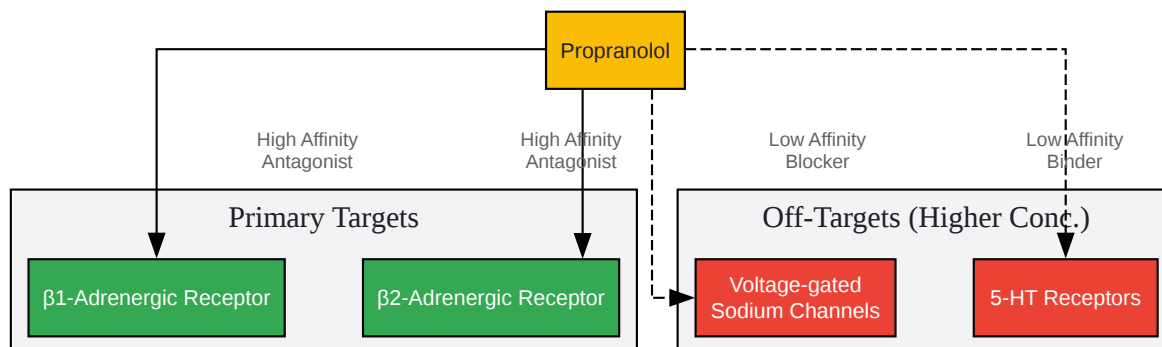 Propranolol
High Affinity
Antagonist
High Affinity
Antagonist
Low Affinity
Blocker
Low Affinity
Binder
Primary Targets
Off-Targets (Higher Conc.)
β1-Adrenergic Receptor
β2-Adrenergic Receptor
Voltage-gated
Sodium Channels
5-HT Receptors